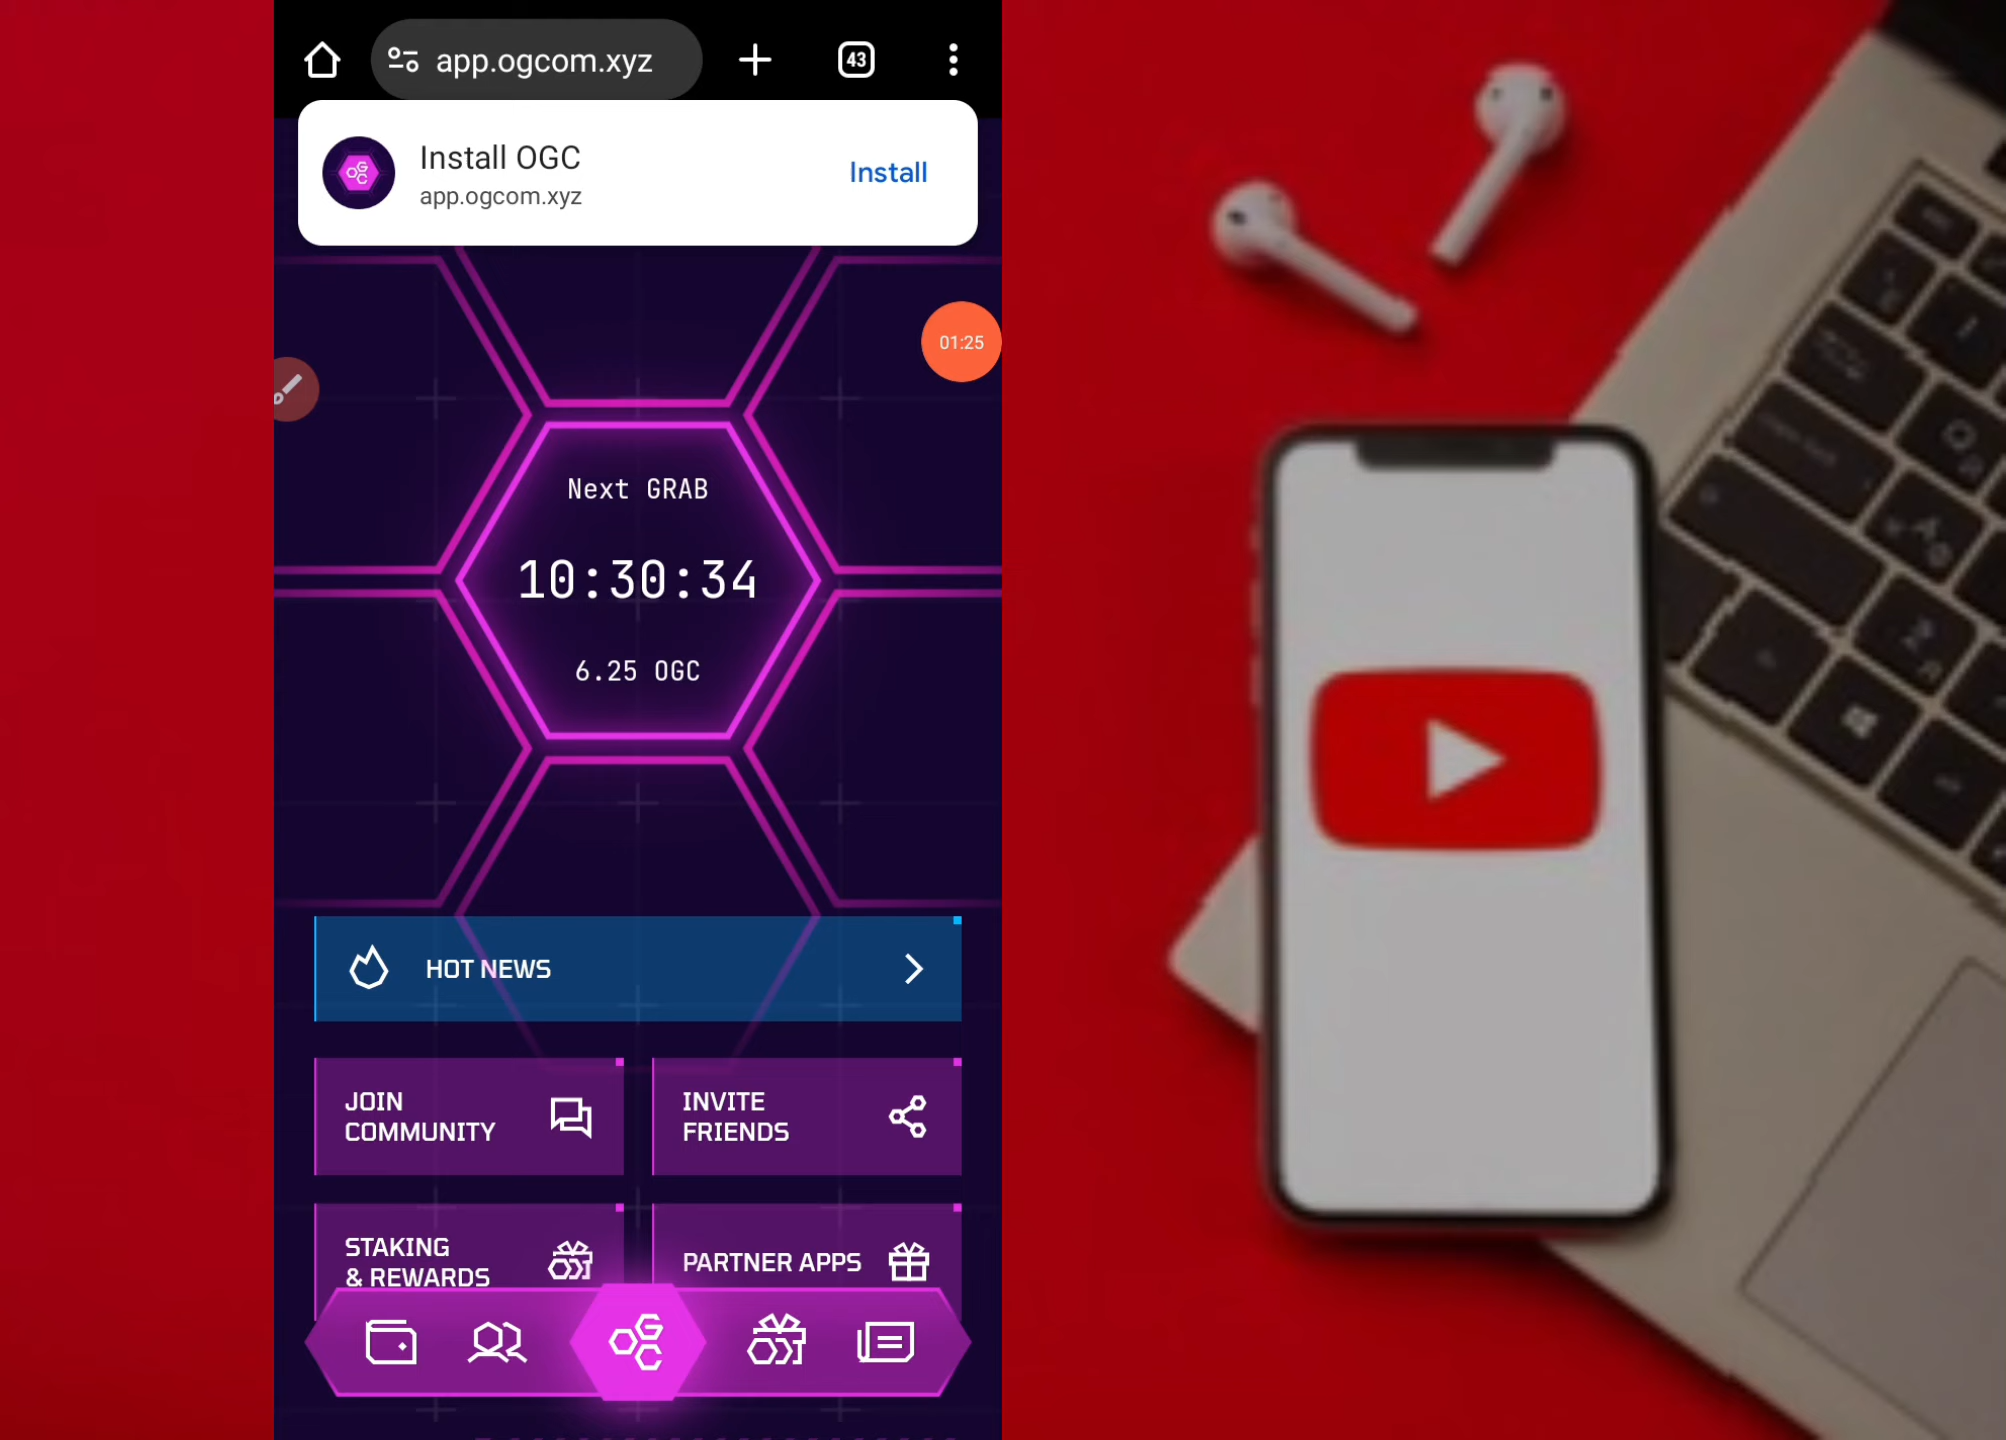 app.ogcom.xyz
43
Install OGC
app.ogcom.xyz
Install
01:25
Next GRAB
10:30:34
6.25 OGC
HOT NEWS
JOIN
COMMUNITY
INVITE
FRIENDS
STAKING
& REWARDS
PARTNER APPS